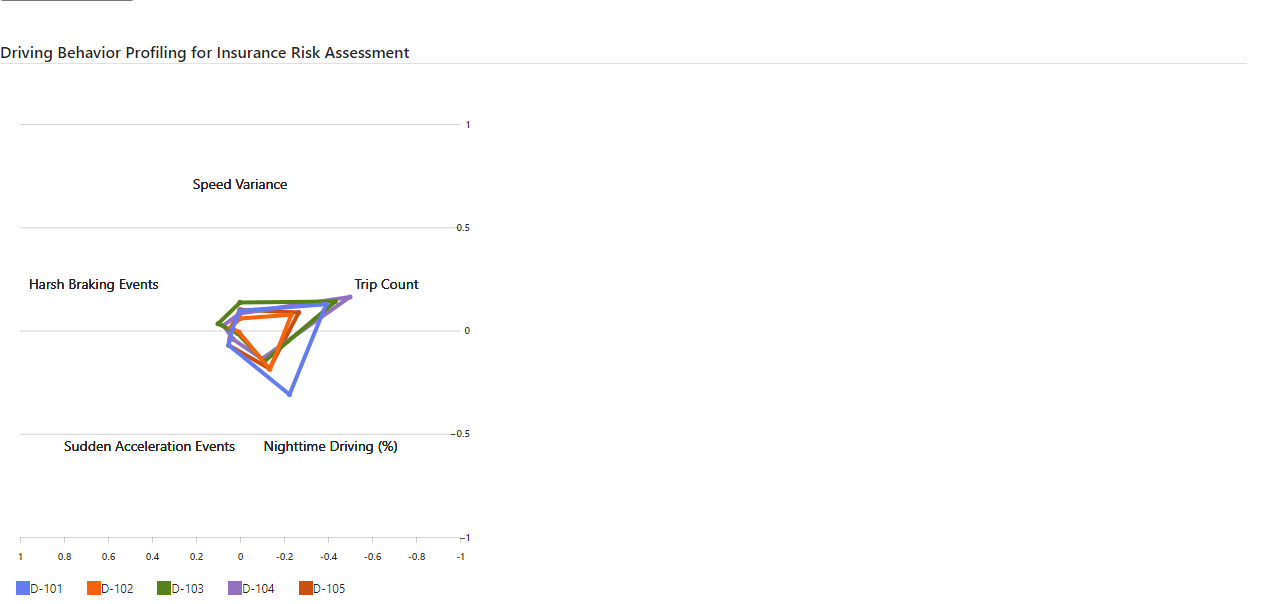 Driving Behavior Profiling for Insurance Risk Assessment
1
Speed Variance
0.5
Harsh Braking Events
Trip Count
0
-0.5
Sudden Acceleration Events
Nighttime Driving (%)
-1
1 0.8 0.6 0.4 0.2 0 -0.2 -0.4 -0.6 -0.8 -1
D-101 D-102 D-103 D-104 D-105